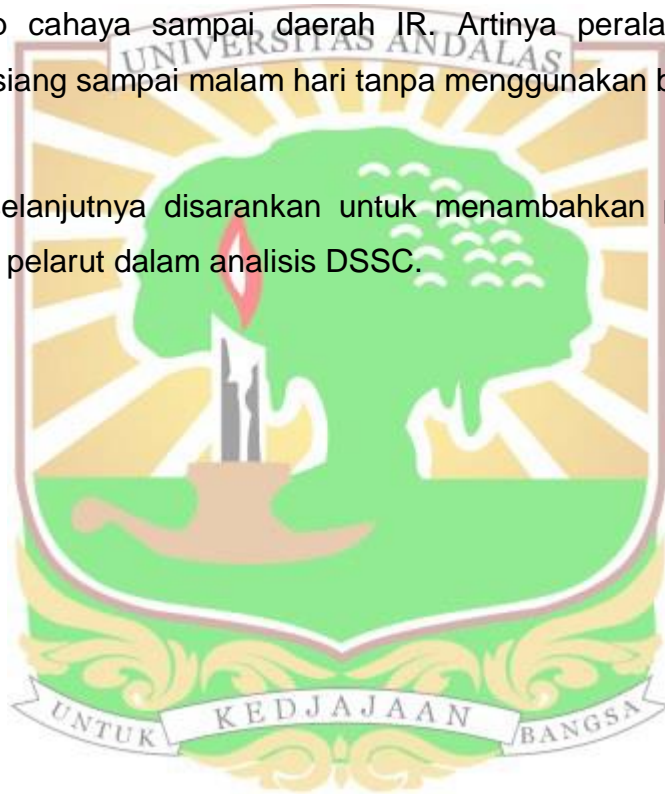 cahaya sampai daerah IR. Artinya
UNIVERSITAS ANDALAS
siang sampai malam hari tanpa menggunakan
elanjutnya disarankan untuk menambahkan
pelarut dalam analisis DSSC.
UNTUK KEDJAJAAN BANGSA